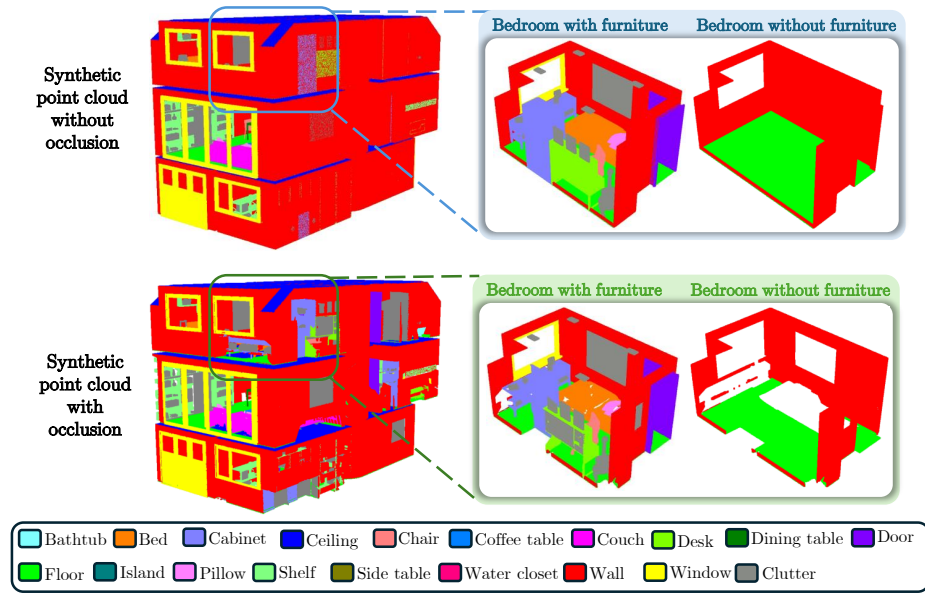 Bedroom with furniture Bedroom without furniture
Synthetic
point cloud
without
occlusion
Bedroom with furniture Bedroom without furniture
Synthetic
point cloud
with
occlusion
Bathtub Bed Cabinet Ceiling Chair Coffee table Couch Desk Dining table Door
Floor Island Pillow Shelf Side table Water closet Wall Window Clutter